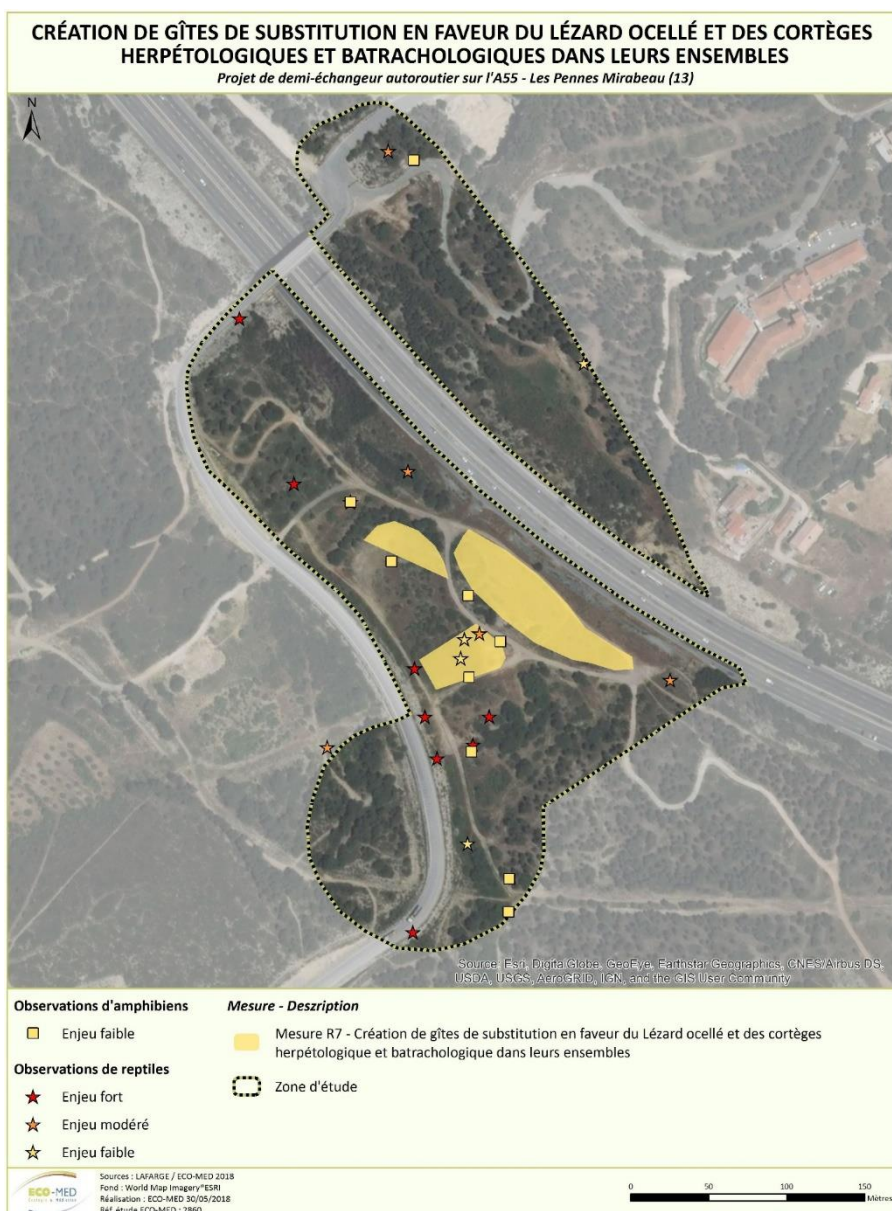 CRÉATION DE GÎTES DE SUBSTITUTION EN FAVEUR DU LÉZARD OCELLÉ ET DES CORTÈGES
HERPÉTOLOGIQUES ET BATRACHOLOGIQUES DANS LEURS ENSEMBLES
Projet de demi-échangeur autoroutier sur l'A55 - Les Pennes Mirabeau (13)
N
Source: Esri, DigitalGlobe, GeoEye, Earthstar Geographics, CNES/Airbus DS,
USDA, USGS, AeroGRID, IGN, and the GIS User Community
Observations d'amphibiens
Enjeu faible
Observations de reptiles
Enjeu fort
Enjeu modéré
Enjeu faible
Mesure - Deszription
Mesure R7 - Création de gîtes de substitution en faveur du Lézard ocellé et des cortèges
herpétologique et batrachologique dans leurs ensembles
Zone d'étude
ECO-MED
Sources : LAFARGE / ECO-MED 2018
Fond : World Map Imagery®ESRI
Réalisation : ECO-MED 30/05/2018
Réf. étude ECO-MED : 2860
0 50 100 150
Mètres